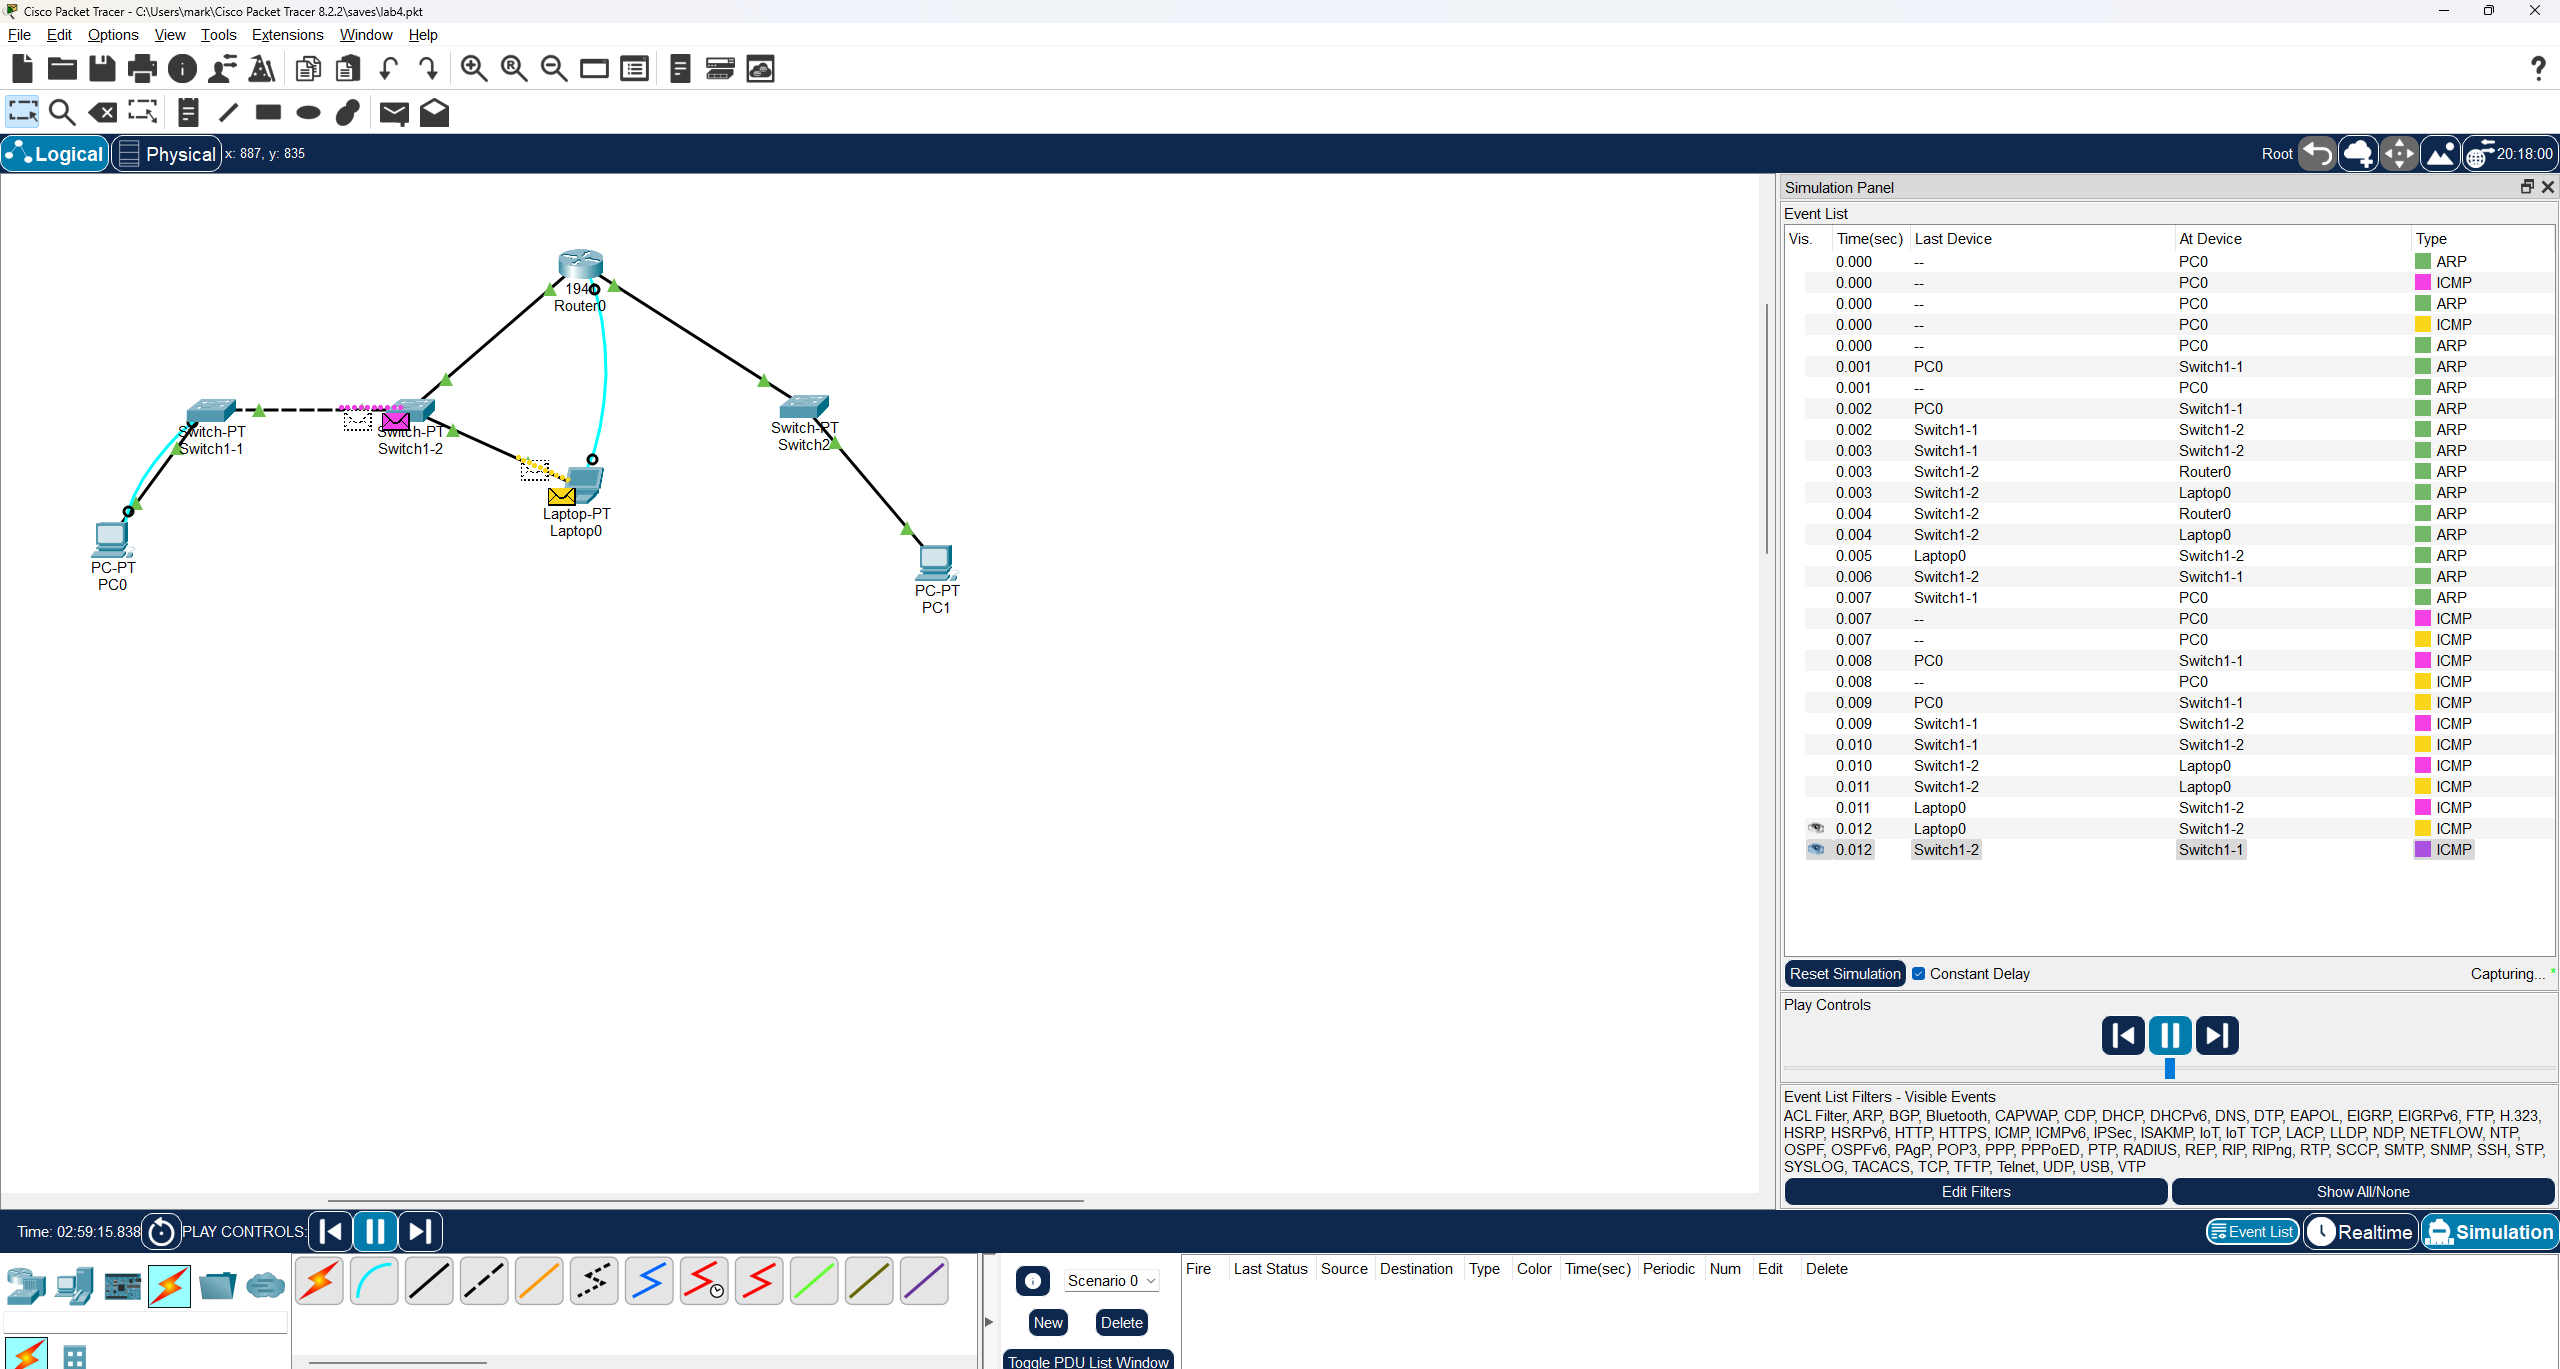 Cisco Packet Tracer - C:\Users\mark\Cisco Packet Tracer 8.2.2\saves\lab4.pkt
File Edit Options View Tools Extensions Window Help
Logical Physical x: 887, y: 835 Root 20:18:00
1941
Router0
Switch-PT
Switch1-1
Switch-PT
Switch1-2
Switch-PT
Switch2
Laptop-PT
Laptop0
PC-PT
PC0
PC-PT
PC1
Simulation Panel
Event List
Vis. Time(sec) Last Device At Device Type
0.000 -- PC0 ARP
0.000 -- PC0 ICMP
0.000 -- PC0 ARP
0.000 -- PC0 ICMP
0.000 -- PC0 ARP
0.001 PC0 Switch1-1 ARP
0.001 -- PC0 ARP
0.002 PC0 Switch1-1 ARP
0.002 Switch1-1 Switch1-2 ARP
0.003 Switch1-1 Switch1-2 ARP
0.003 Switch1-2 Router0 ARP
0.003 Switch1-2 Laptop0 ARP
0.004 Switch1-2 Router0 ARP
0.004 Switch1-2 Laptop0 ARP
0.005 Laptop0 Switch1-2 ARP
0.006 Switch1-2 Switch1-1 ARP
0.007 Switch1-1 PC0 ARP
0.007 -- PC0 ICMP
0.007 -- PC0 ICMP
0.008 PC0 Switch1-1 ICMP
0.008 -- PC0 ICMP
0.009 PC0 Switch1-1 ICMP
0.009 Switch1-1 Switch1-2 ICMP
0.010 Switch1-1 Switch1-2 ICMP
0.010 Switch1-2 Laptop0 ICMP
0.011 Switch1-2 Laptop0 ICMP
0.011 Laptop0 Switch1-2 ICMP
0.012 Laptop0 Switch1-2 ICMP
0.012 Switch1-2 Switch1-1 ICMP
Reset Simulation Constant Delay Capturing... *
Play Controls
Event List Filters - Visible Events
ACL Filter, ARP, BGP, Bluetooth, CAPWAP, CDP, DHCP, DHCPv6, DNS, DTP, EAPOL, EIGRP, EIGRPv6, FTP, H.323,
HSRP, HSRPv6, HTTP, HTTPS, ICMP, ICMPv6, IPSec, ISAKMP, IoT, IoT TCP, LACP, LLDP, NDP, NETFLOW, NTP,
OSPF, OSPFv6, PAgP, POP3, PPP, PPPoED, PTP, RADIUS, REP, RIP, RIPng, RTP, SCCP, SMTP, SNMP, SSH, STP,
SYSLOG, TACACS, TCP, TFTP, Telnet, UDP, USB, VTP
Edit Filters Show All/None
Time: 02:59:15.838 PLAY CONTROLS: Event List Realtime Simulation
Scenario 0
New Delete
Toggle PDU List Window
Fire Last Status Source Destination Type Color Time(sec) Periodic Num Edit Delete